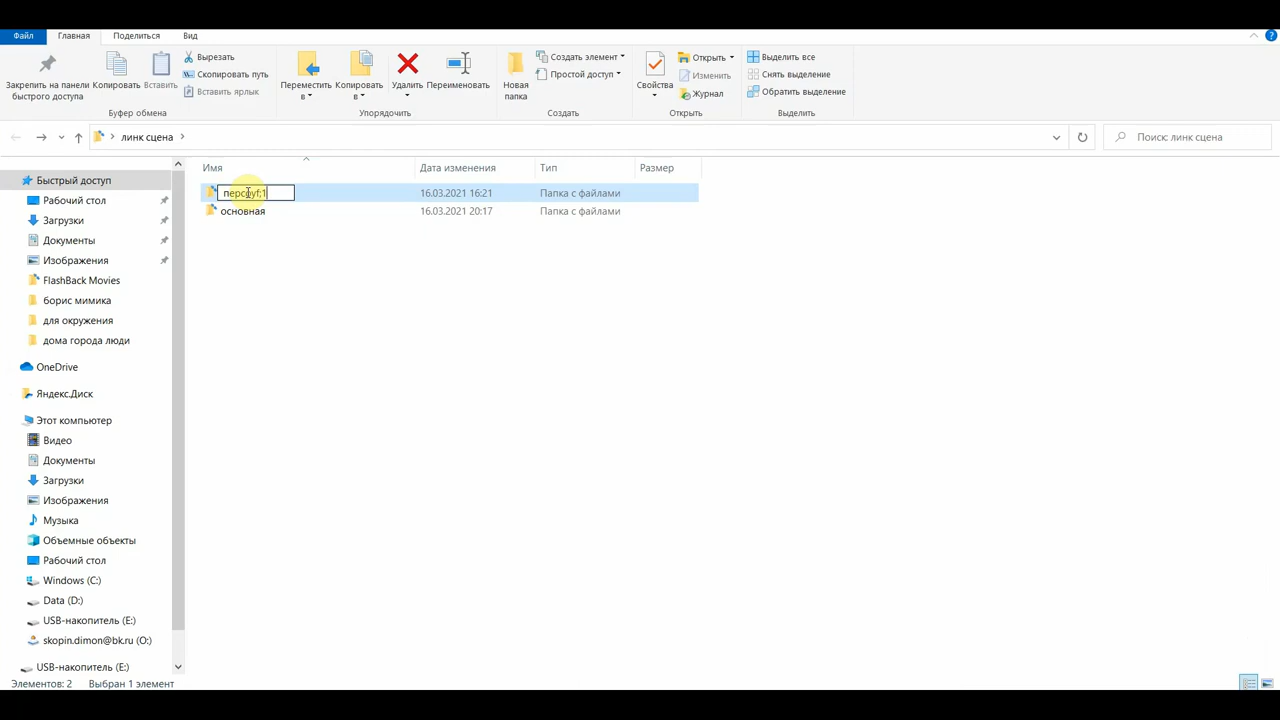 Файл Главная Поделиться Вид
Вырезать
Скопировать путь
Вставить ярлык
Закрепить на панели быстрого доступа
Копировать
Вставить
Буфер обмена
Переместить в
Копировать в
Удалить
Переименовать
Упорядочить
Новая папка
Создать элемент
Простой доступ
Создать
Свойства
Открыть
Изменить
Журнал
Открыть
Выделить все
Снять выделение
Обратить выделение
Выделить
линк сцена
Поиск: линк сцена
Имя Дата изменения Тип Размер
16.03.2021 16:21 Папка с файлами
основная 16.03.2021 20:17 Папка с файлами
Быстрый доступ
Рабочий стол
Загрузки
Документы
Изображения
FlashBack Movies
борис мимика
для окружения
дома города люди
OneDrive
Яндекс.Диск
Этот компьютер
Видео
Документы
Загрузки
Изображения
Музыка
Объемные объекты
Рабочий стол
Windows (C:)
Data (D:)
USB-накопитель (E:)
skopin.dimon@bk.ru (O:)
USB-накопитель (E:)
Элементов: 2 Выбран 1 элемент